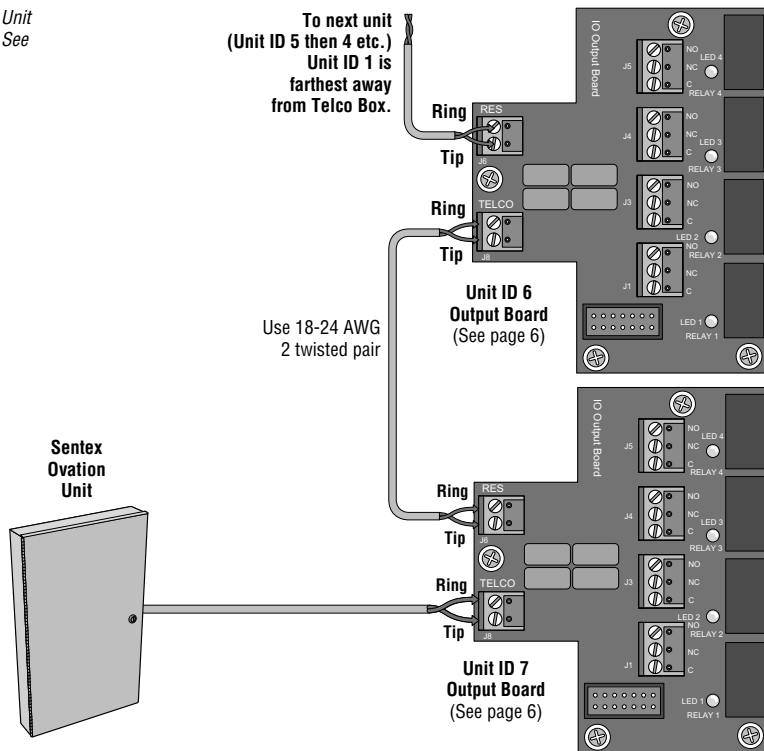 Unit
See
To next unit
(Unit ID 5 then 4 etc.)
Unit ID 1 is
farthest away
from Telco Box.
Ring
RES
Tip
J6
Ring
TELCO
Tip
J8
IO Output Board
J5
NO
NC
C
LED 4
RELAY 4
J4
NO
NC
C
LED 3
RELAY 3
J3
NO
NC
C
LED 2
RELAY 2
J1
NO
NC
C
LED 1
RELAY 1
Unit ID 6
Output Board
(See page 6)
Use 18-24 AWG
2 twisted pair
Sentex
Ovation
Unit
Ring
RES
Tip
J6
Ring
TELCO
Tip
J8
IO Output Board
J5
NO
NC
C
LED 4
RELAY 4
J4
NO
NC
C
LED 3
RELAY 3
J3
NO
NC
C
LED 2
RELAY 2
J1
NO
NC
C
LED 1
RELAY 1
Unit ID 7
Output Board
(See page 6)